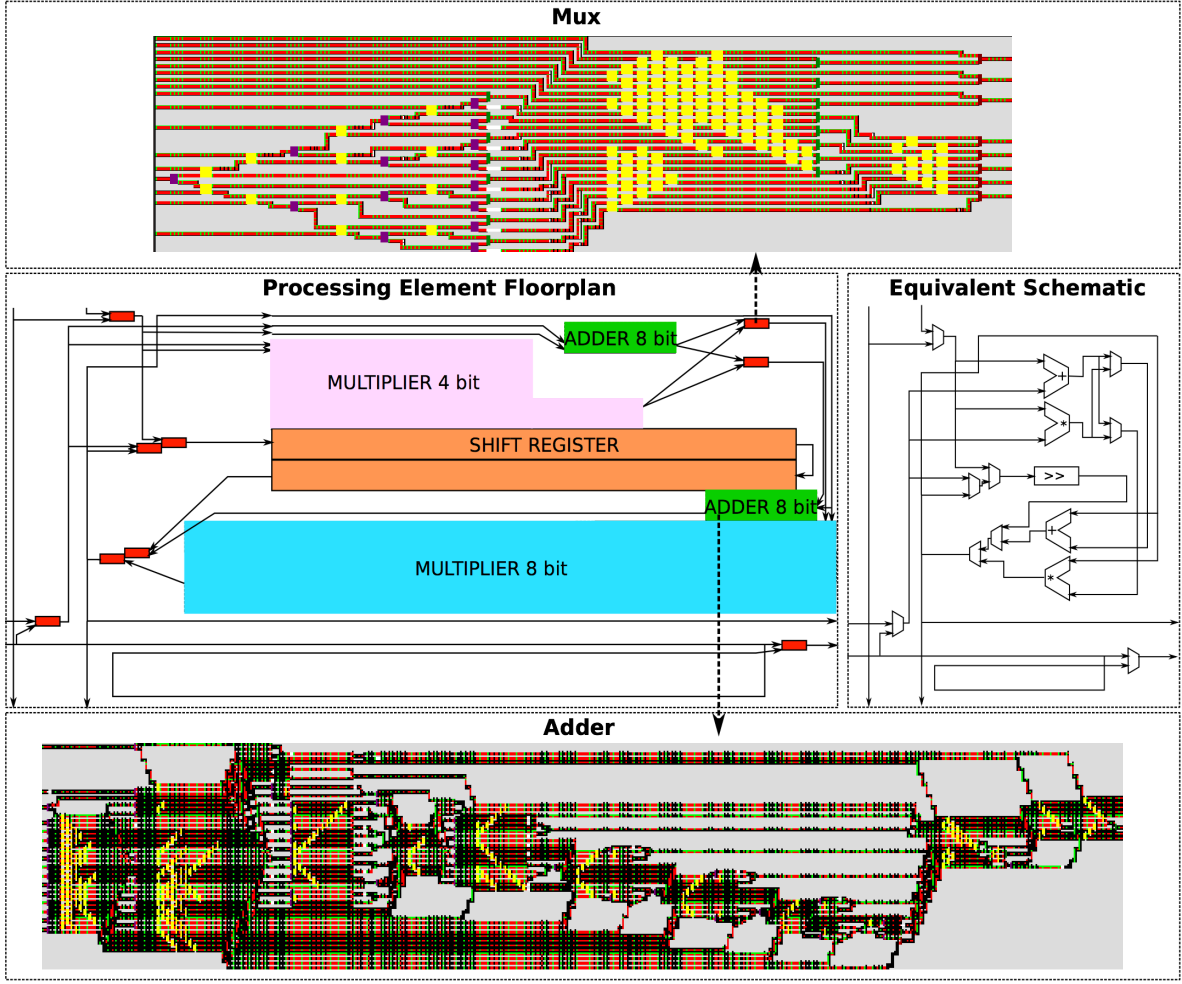 Mux
Processing Element Floorplan
Equivalent Schematic
ADDER 8 bit
MULTIPLIER 4 bit
SHIFT REGISTER
ADDER 8 bit
MULTIPLIER 8 bit
+
*
>>
+
*
Adder